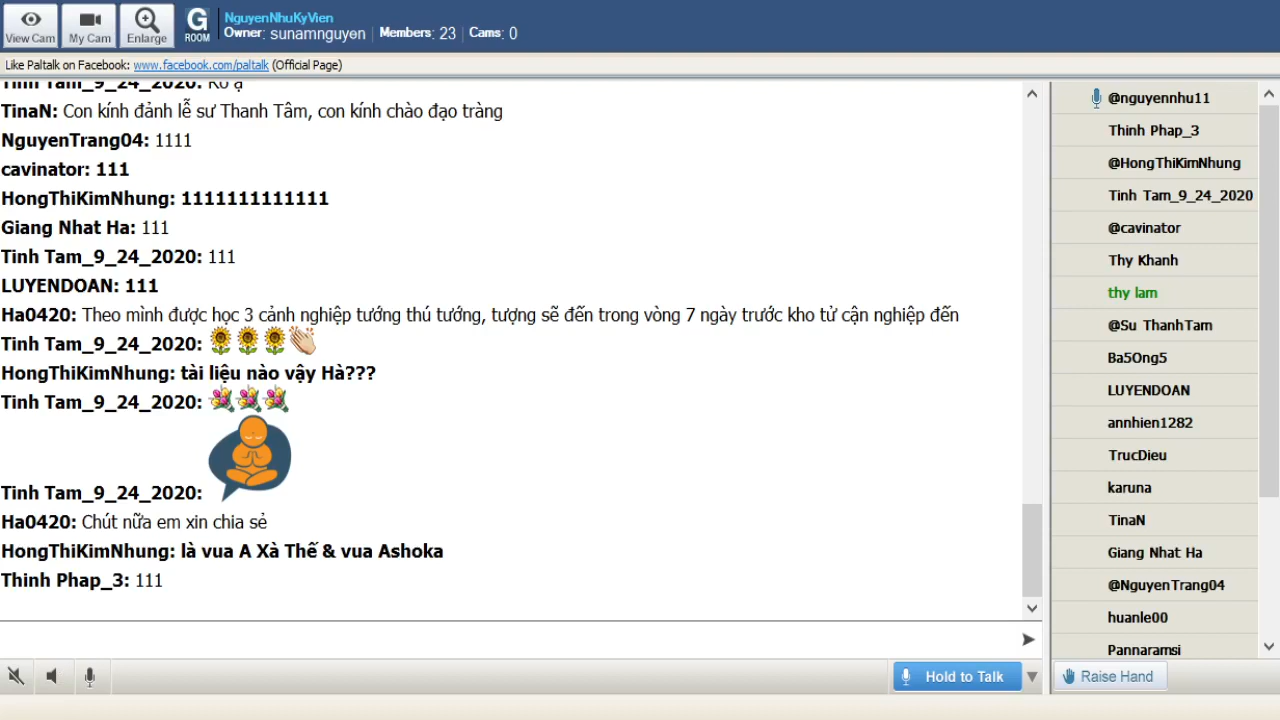 View Cam
My Cam
Enlarge
G
ROOM
NguyenNhuKyVien
Owner: sunamnguyen | Members: 23 | Cams: 0
Like Paltalk on Facebook: www.facebook.com/paltalk (Official Page)
Tinh Tam_9_24_2020: Rõ ạ
TinaN: Con kính đảnh lễ sư Thanh Tâm, con kính chào đạo tràng
NguyenTrang04: 1111
cavinator: 111
HongThiKimNhung: 1111111111111
Giang Nhat Ha: 111
Tinh Tam_9_24_2020: 111
LUYENDOAN: 111
Ha0420: Theo mình được học 3 cảnh nghiệp tướng thú tướng, tượng sẽ đến trong vòng 7 ngày trước kho tử cận nghiệp đến
Tinh Tam_9_24_2020:
HongThiKimNhung: tài liệu nào vậy Hà???
Tinh Tam_9_24_2020:
Tinh Tam_9_24_2020:
Ha0420: Chút nữa em xin chia sẻ
HongThiKimNhung: là vua A Xà Thế & vua Ashoka
Thinh Phap_3: 111
Hold to Talk
@nguyennhu11
Thinh Phap_3
@HongThiKimNhung
Tinh Tam_9_24_2020
@cavinator
Thy Khanh
thy lam
@Su ThanhTam
Ba5Ong5
LUYENDOAN
annhien1282
TrucDieu
karuna
TinaN
Giang Nhat Ha
@NguyenTrang04
huanle00
Pannaramsi
Raise Hand